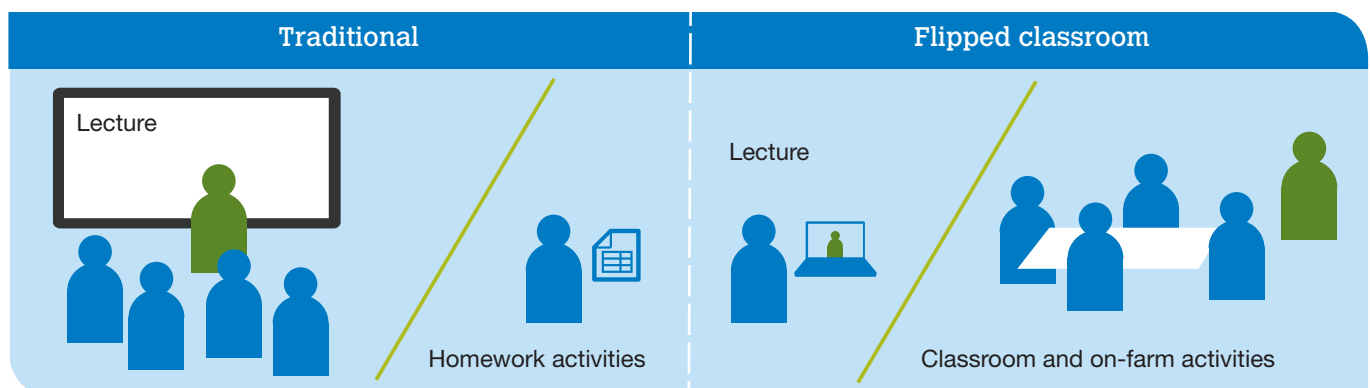 Traditional
Flipped classroom
Lecture
Homework activities
Lecture
Classroom and on-farm activities